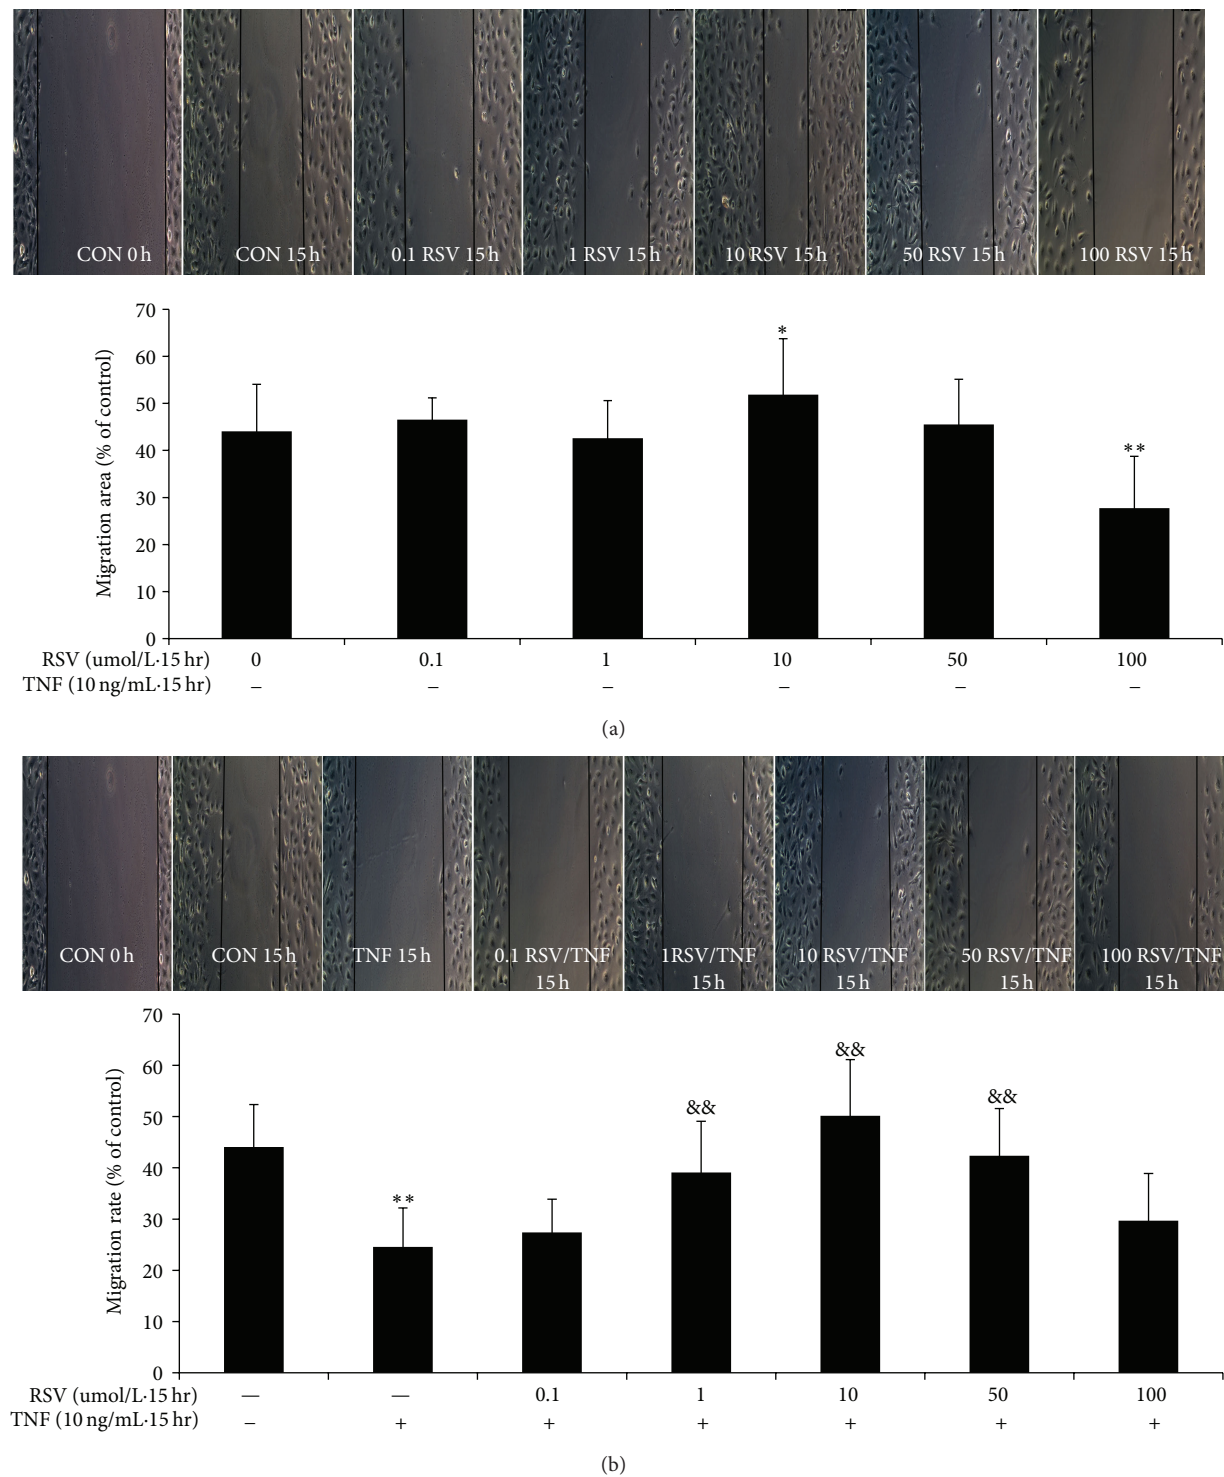 CON 0 h CON 15 h 0.1 RSV 15 h 1 RSV 15 h 10 RSV 15 h 50 RSV 15 h 100 RSV 15 h
70
60
50
40
30
20
10
0
Migration area (% of control)
*
**
RSV (umol/L·15 hr) 0 0.1 1 10 50 100
TNF (10 ng/mL·15 hr) – – – – – –
(a)
CON 0 h CON 15 h TNF 15 h 0.1 RSV/TNF 1RSV/TNF 10 RSV/TNF 50 RSV/TNF 100 RSV/TNF
15 h 15 h 15 h 15 h 15 h
70
60
50
40
30
20
10
0
Migration rate (% of control)
**
&&
&&
&&
RSV (umol/L·15 hr) — — 0.1 1 10 50 100
TNF (10 ng/mL·15 hr) – + + + + + +
(b)